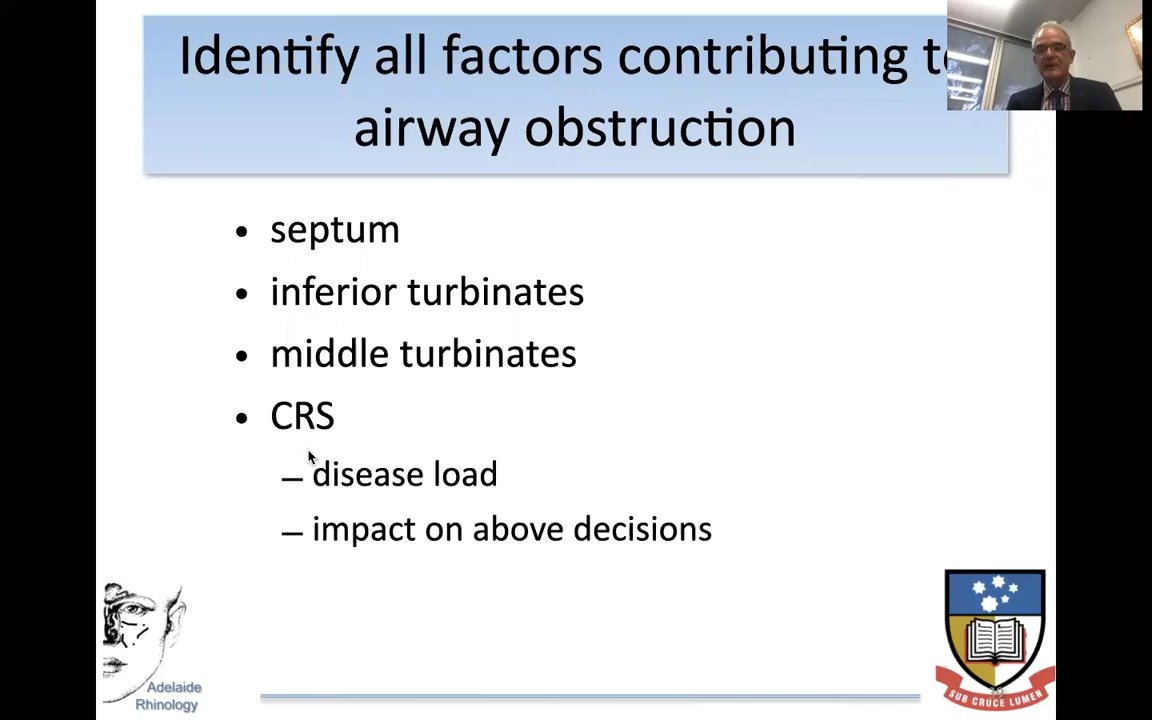 Identify all factors contributing to
airway obstruction
• septum
• inferior turbinates
• middle turbinates
• CRS
– disease load
– impact on above decisions
Adelaide
Rhinology
SUB CRUCE LUMEN